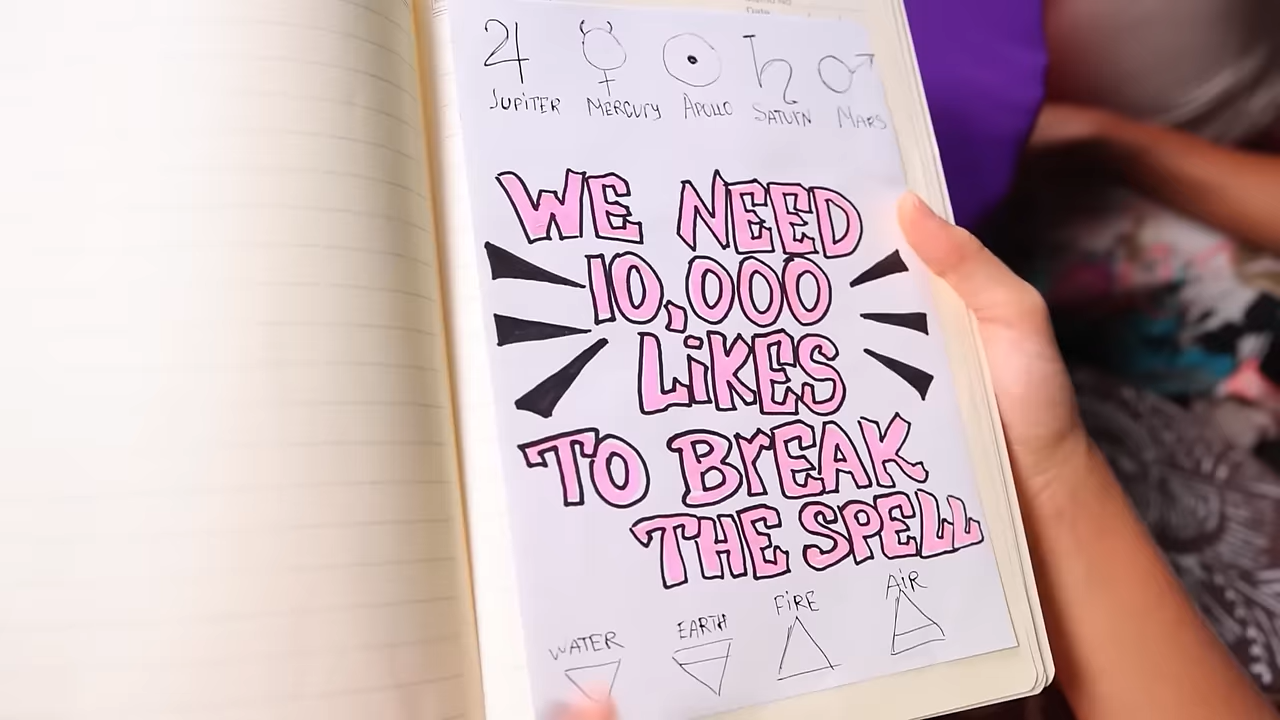 JUPITER MERCURY APOLLO SATURN MARS
WE NEED
10,000
LiKES
TO BrEAK
THE SPELL
WATER EARTH FiRE AiR